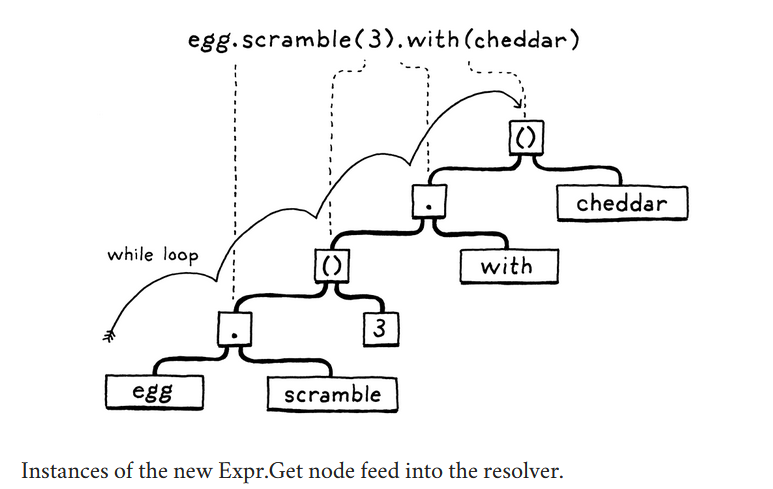 egg.scramble(3).with(cheddar)
()
. cheddar
while loop
() with
. 3
egg scramble
Instances of the new Expr.Get node feed into the resolver.